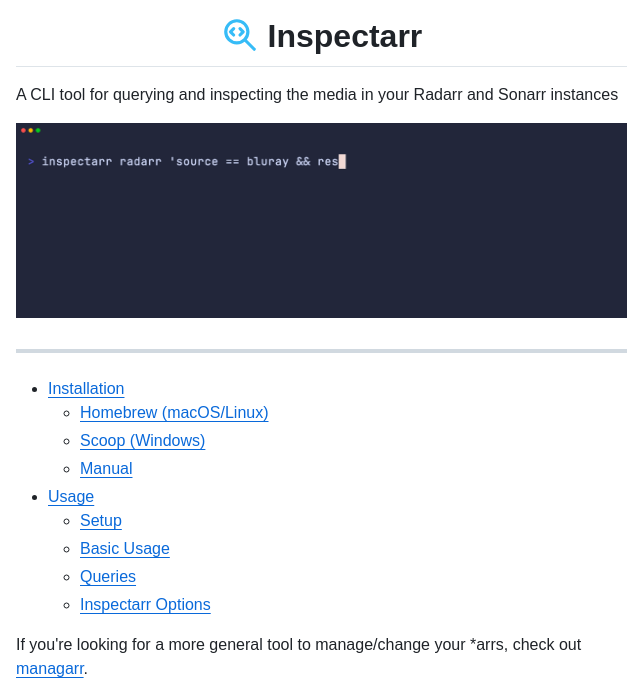 Inspectarr
A CLI tool for querying and inspecting the media in your Radarr and Sonarr instances
> inspectarr radarr 'source == bluray && res
Installation
Homebrew (macOS/Linux)
Scoop (Windows)
Manual
Usage
Setup
Basic Usage
Queries
Inspectarr Options
If you're looking for a more general tool to manage/change your *arrs, check out
managarr.